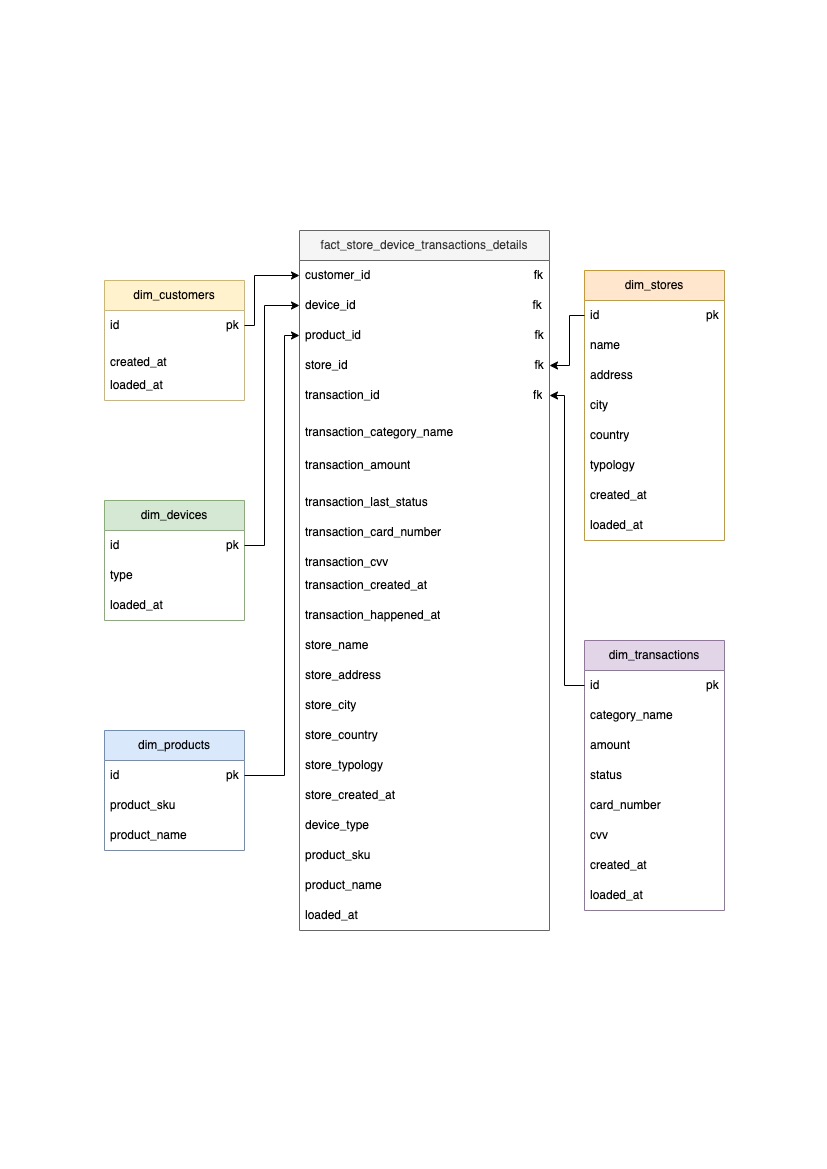 fact_store_device_transactions_details
customer_id fk
device_id fk
product_id fk
store_id fk
transaction_id fk
transaction_category_name
transaction_amount
transaction_last_status
transaction_card_number
transaction_cvv
transaction_created_at
transaction_happened_at
store_name
store_address
store_city
store_country
store_typology
store_created_at
device_type
product_sku
product_name
loaded_at
dim_customers
id pk
created_at
loaded_at
dim_devices
id pk
type
loaded_at
dim_products
id pk
product_sku
product_name
dim_stores
id pk
name
address
city
country
typology
created_at
loaded_at
dim_transactions
id pk
category_name
amount
status
card_number
cvv
created_at
loaded_at